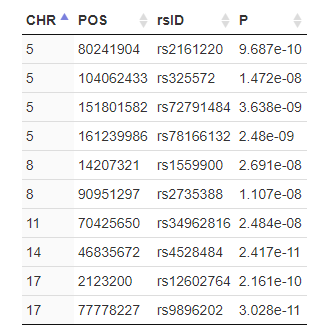 CHR POS rsID P
5 80241904 rs2161220 9.687e-10
5 104062433 rs325572 1.472e-08
5 151801582 rs72791484 3.638e-09
5 161239986 rs78166132 2.48e-09
8 14207321 rs1559900 2.691e-08
8 90951297 rs2735388 1.107e-08
11 70425650 rs34962816 2.484e-08
14 46835672 rs4528484 2.417e-11
17 2123200 rs12602764 2.161e-10
17 77778227 rs9896202 3.028e-11